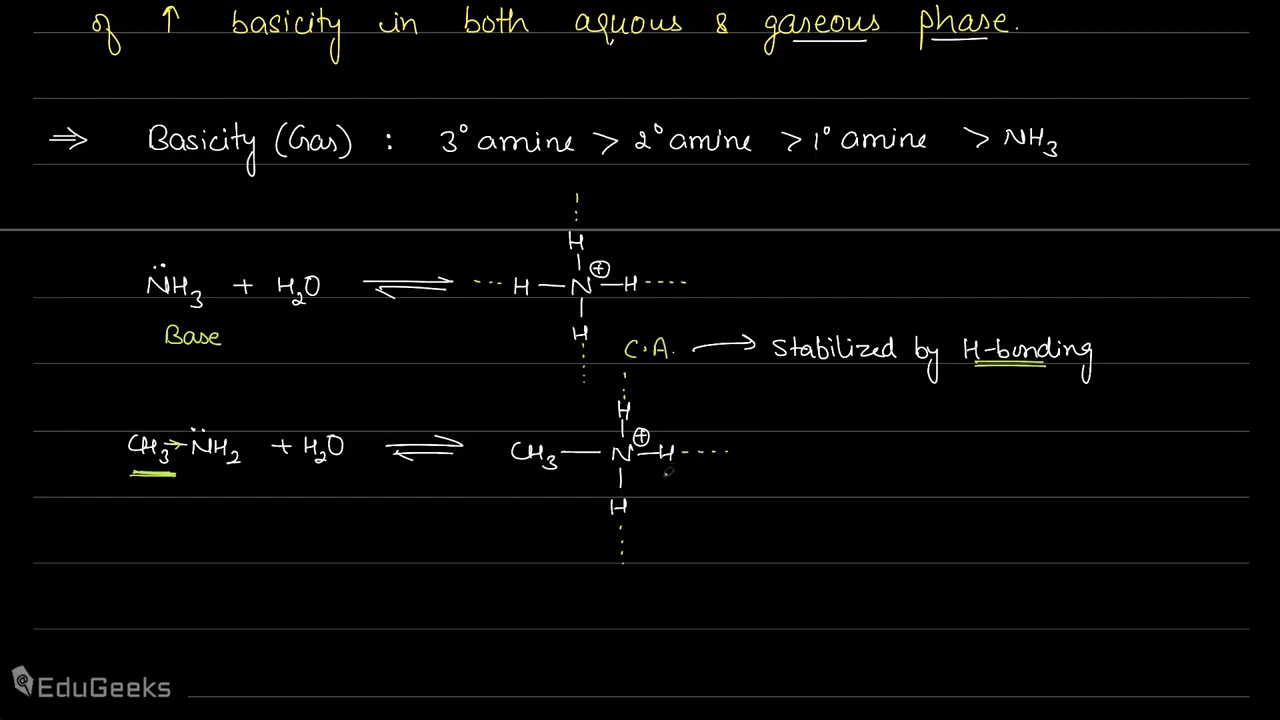 of ↑ basicity in both aquous & gaseous phase.
⇒ Basicity (Gas) : 3° amine > 2° amine > 1° amine > NH3
H
N̈H3 + H2O ⇌ H — N⊕ — H
H
Base
C.A. → Stabilized by H-bonding
H
CH3→N̈H2 + H2O ⇌ CH3 — N⊕ — H
H
EduGeeks